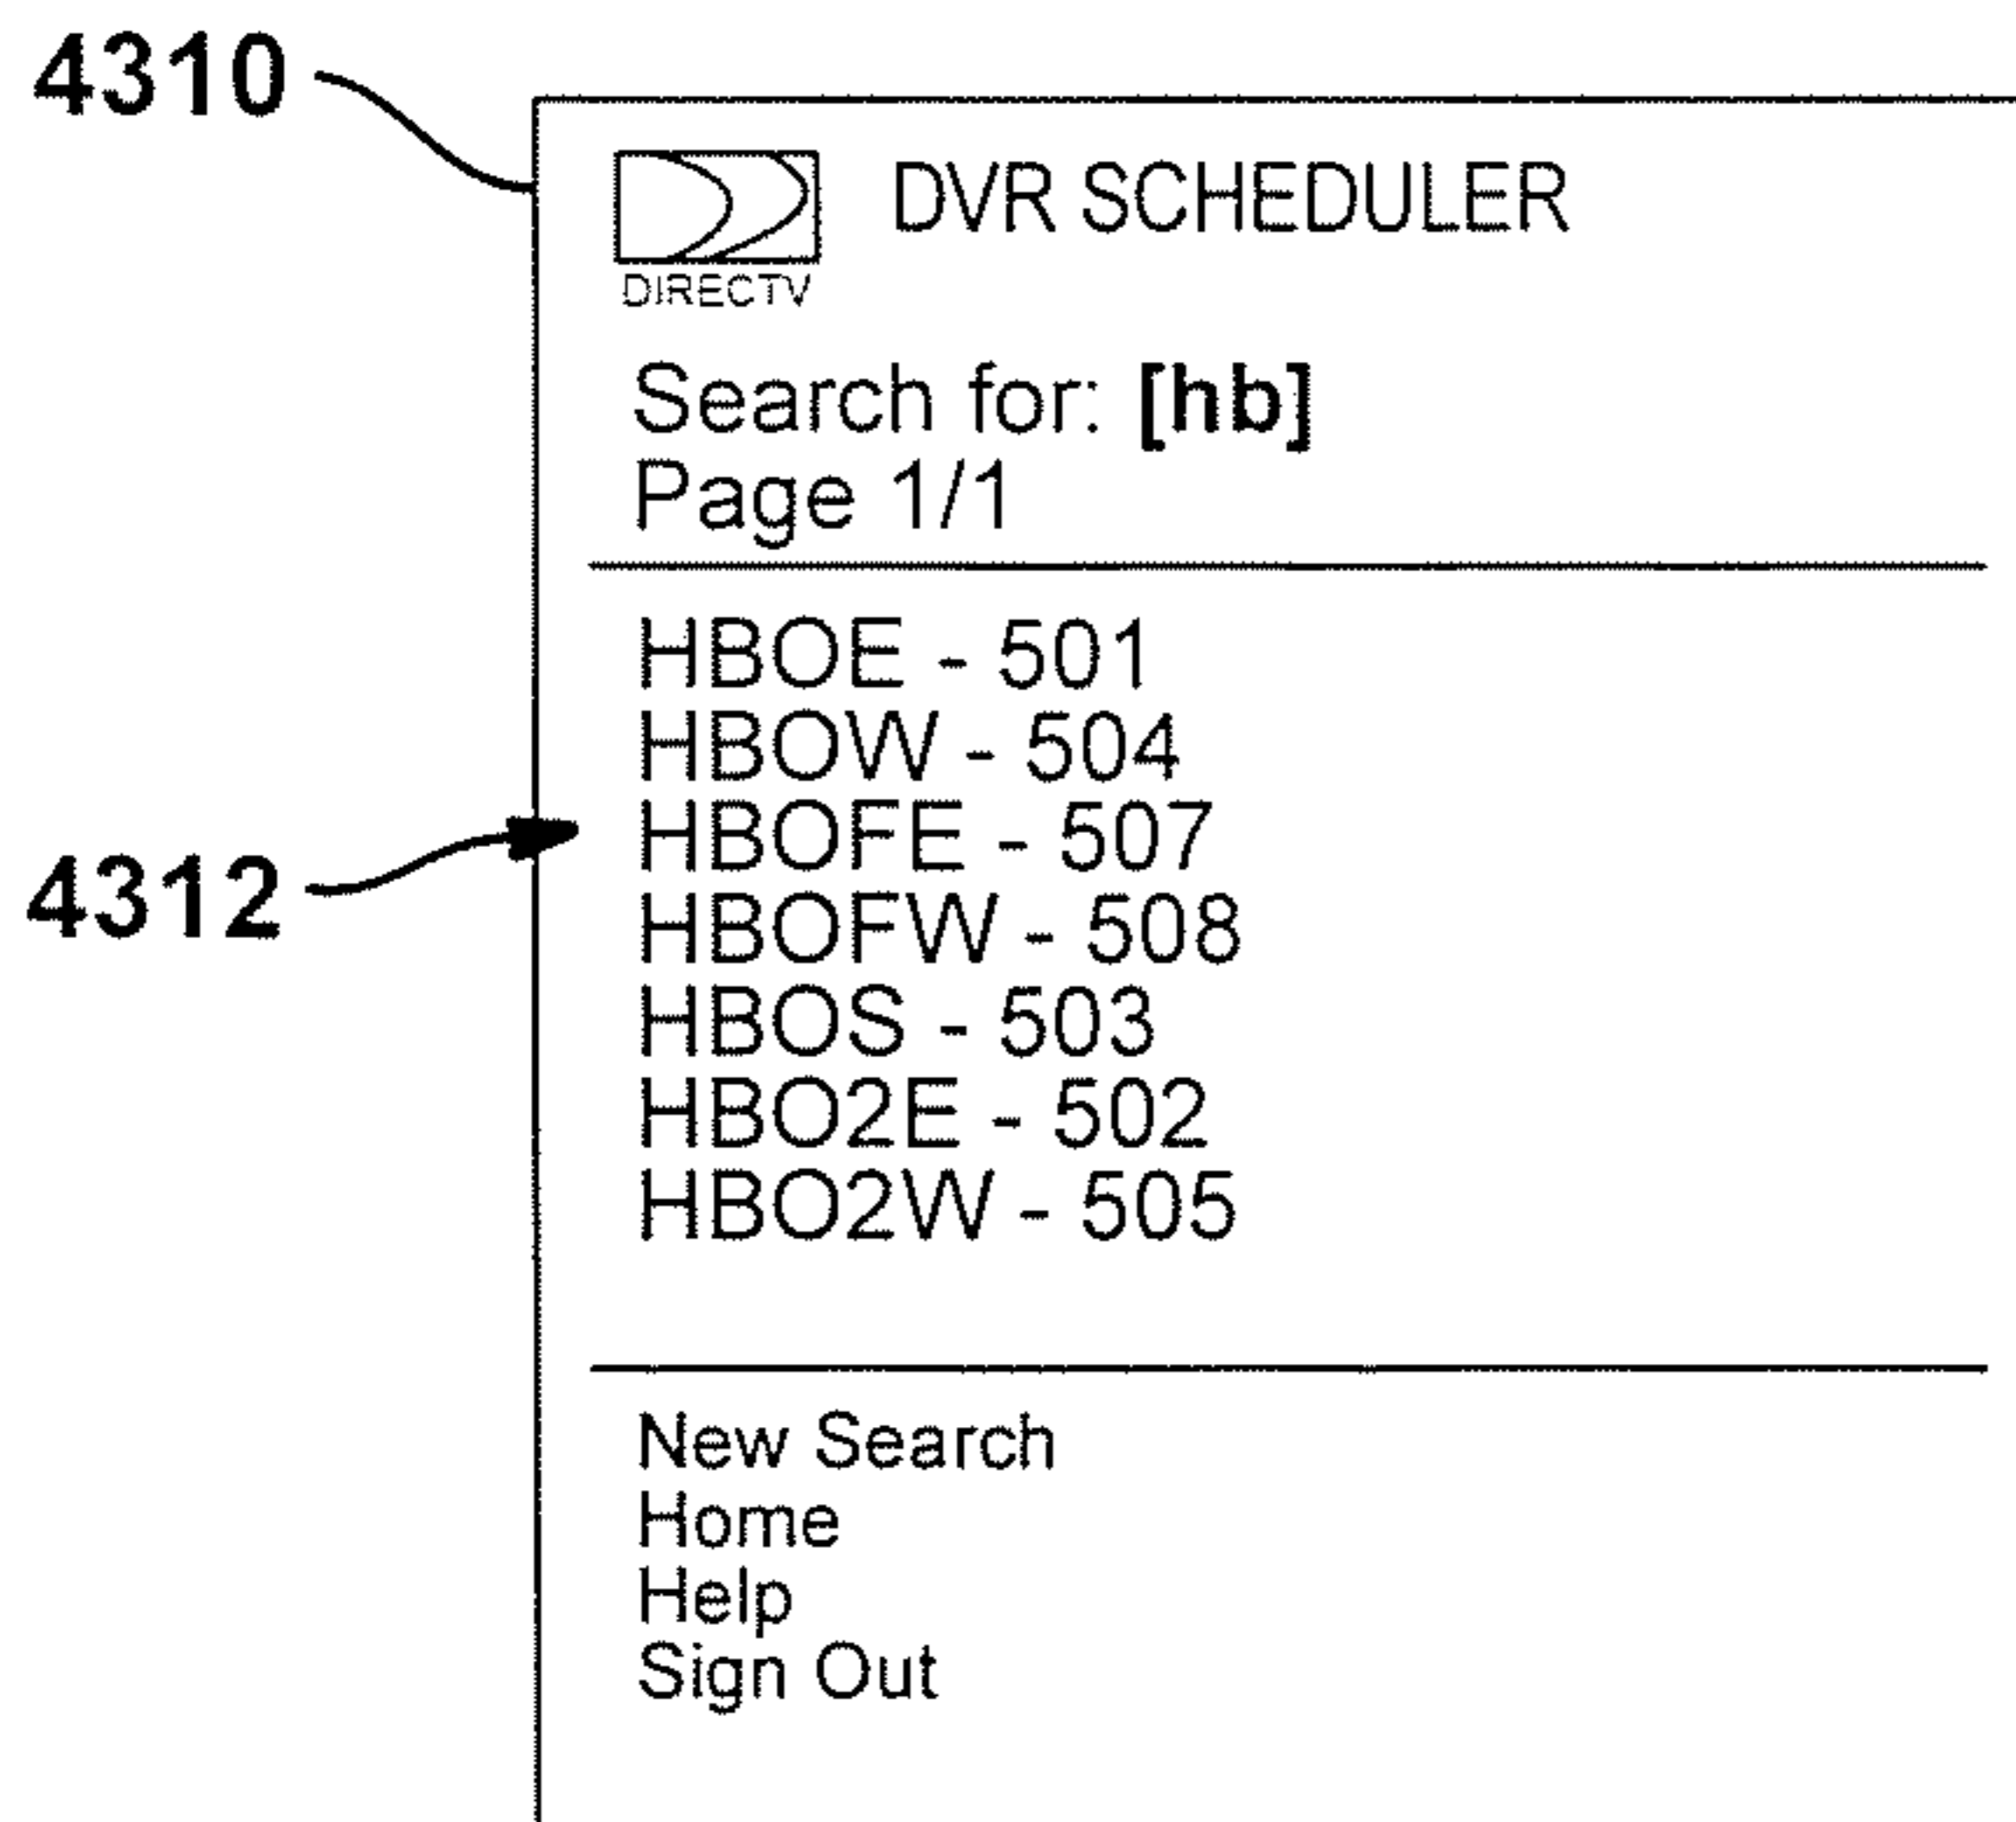 4310
DVR SCHEDULER
DIRECTV
Search for: [hb]
Page 1/1
HBOE - 501
HBOW - 504
HBOFE - 507
4312
HBOFW - 508
HBOS - 503
HBO2E - 502
HBO2W - 505
New Search
Home
Help
Sign Out